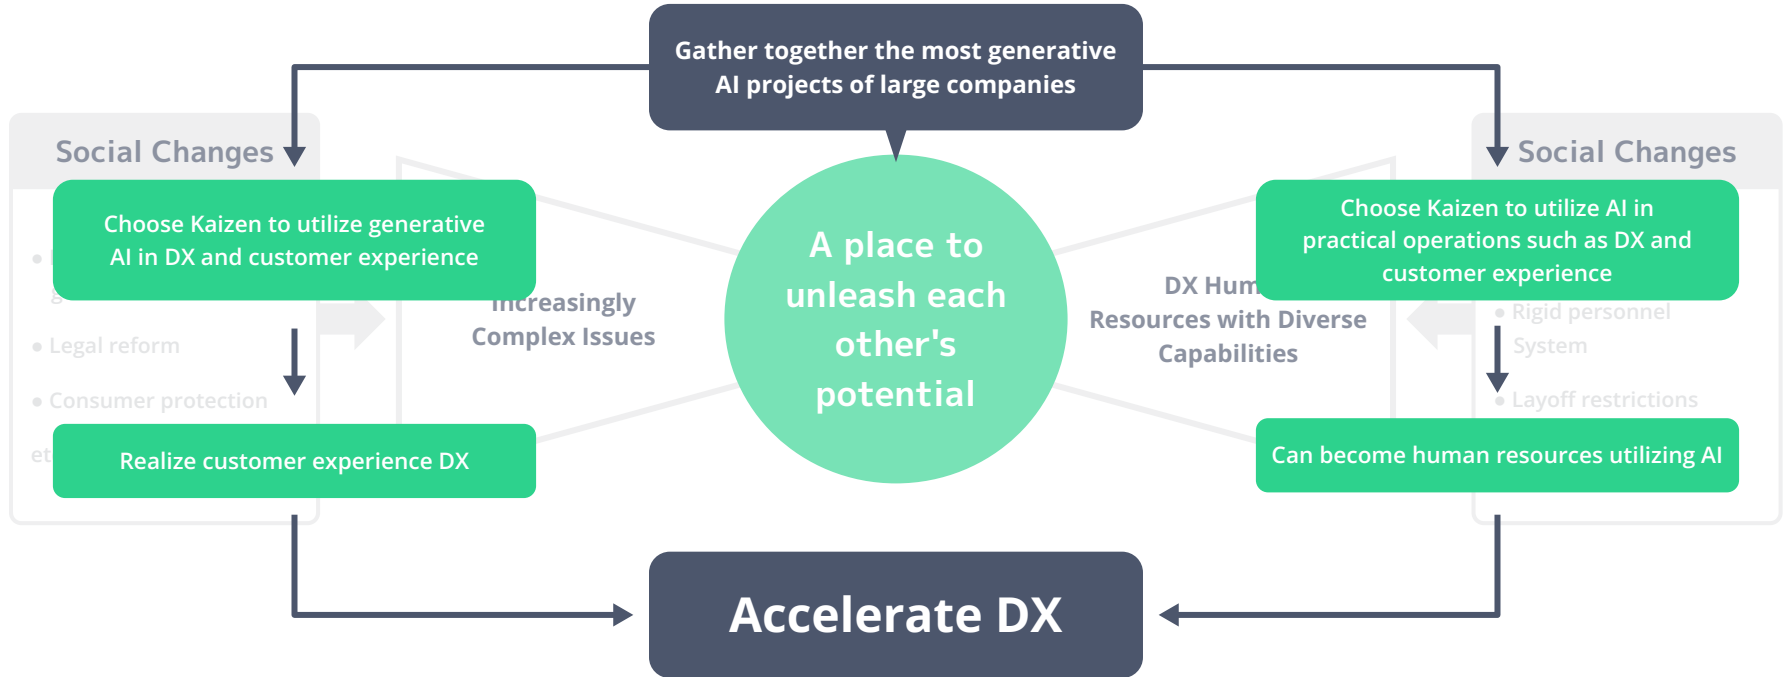 Gather together the most generative
AI projects of large companies
Social Changes
Choose Kaizen to utilize generative
AI in DX and customer experience
● Legal reform
● Consumer protection
et
Realize customer experience DX
Increasingly
Complex Issues
A place to
unleash each
other's
potential
DX Hum
Resources with Diverse
Capabilities
Social Changes
Choose Kaizen to utilize AI in
practical operations such as DX and
customer experience
● Rigid personnel
System
● Layoff restrictions
Can become human resources utilizing AI
Accelerate DX